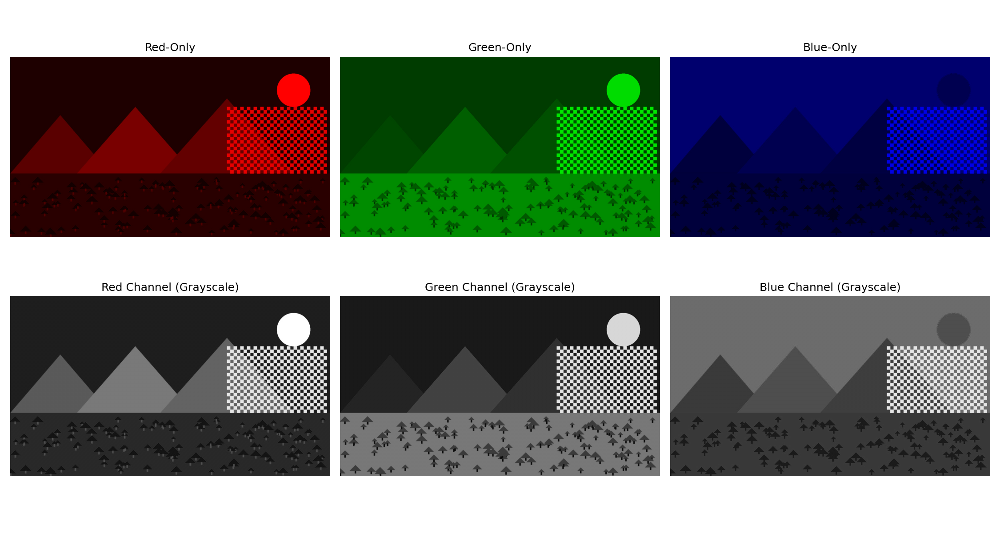 Red-Only
Green-Only
Blue-Only
Red Channel (Grayscale)
Green Channel (Grayscale)
Blue Channel (Grayscale)